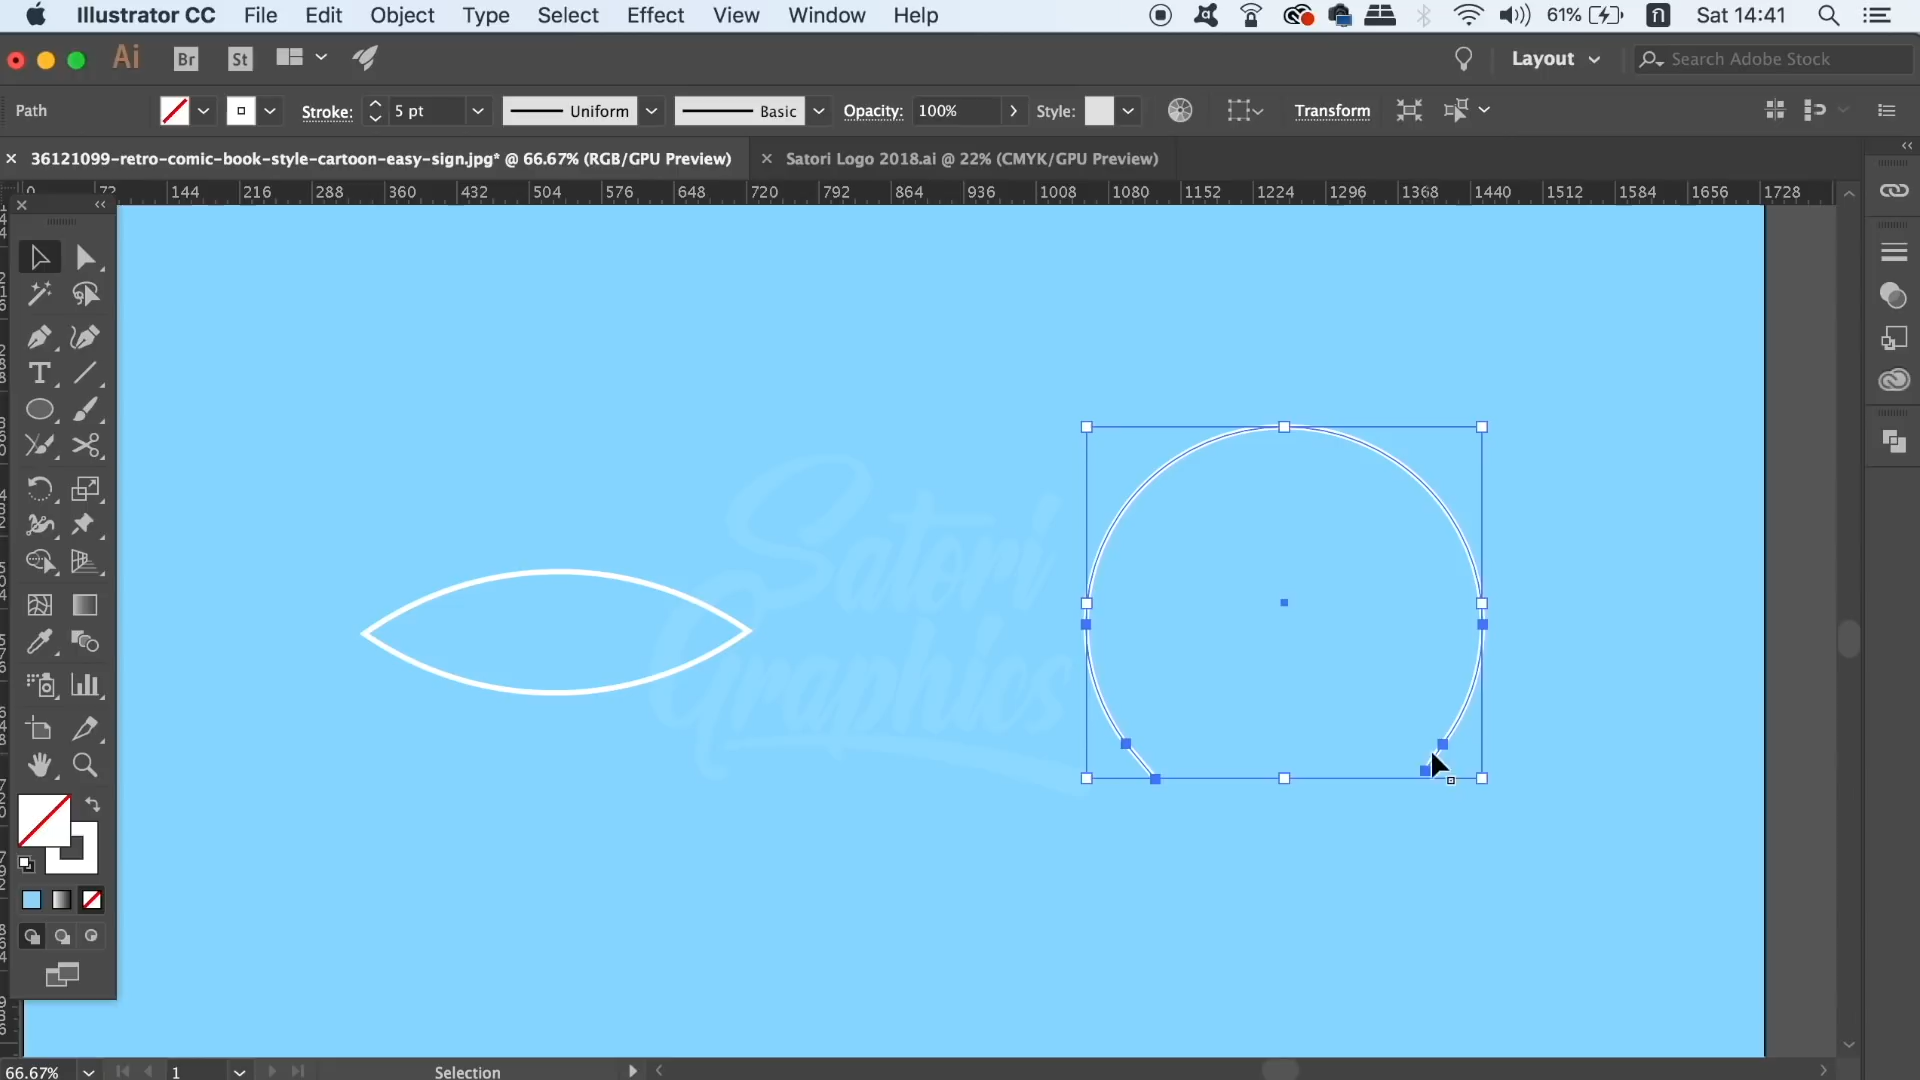 Illustrator CC File Edit Object Type Select Effect View Window Help 61% Sat 14:41
Ai Br St Layout Search Adobe Stock
Path Stroke: 5 pt Uniform Basic Opacity: 100% Style: Transform
36121099-retro-comic-book-style-cartoon-easy-sign.jpg* @ 66.67% (RGB/GPU Preview) Satori Logo 2018.ai @ 22% (CMYK/GPU Preview)
0 72 144 216 288 360 432 504 576 648 720 792 864 936 1008 1080 1152 1224 1296 1368 1440 1512 1584 1656 1728
Satori
Graphics
66.67% 1 Selection